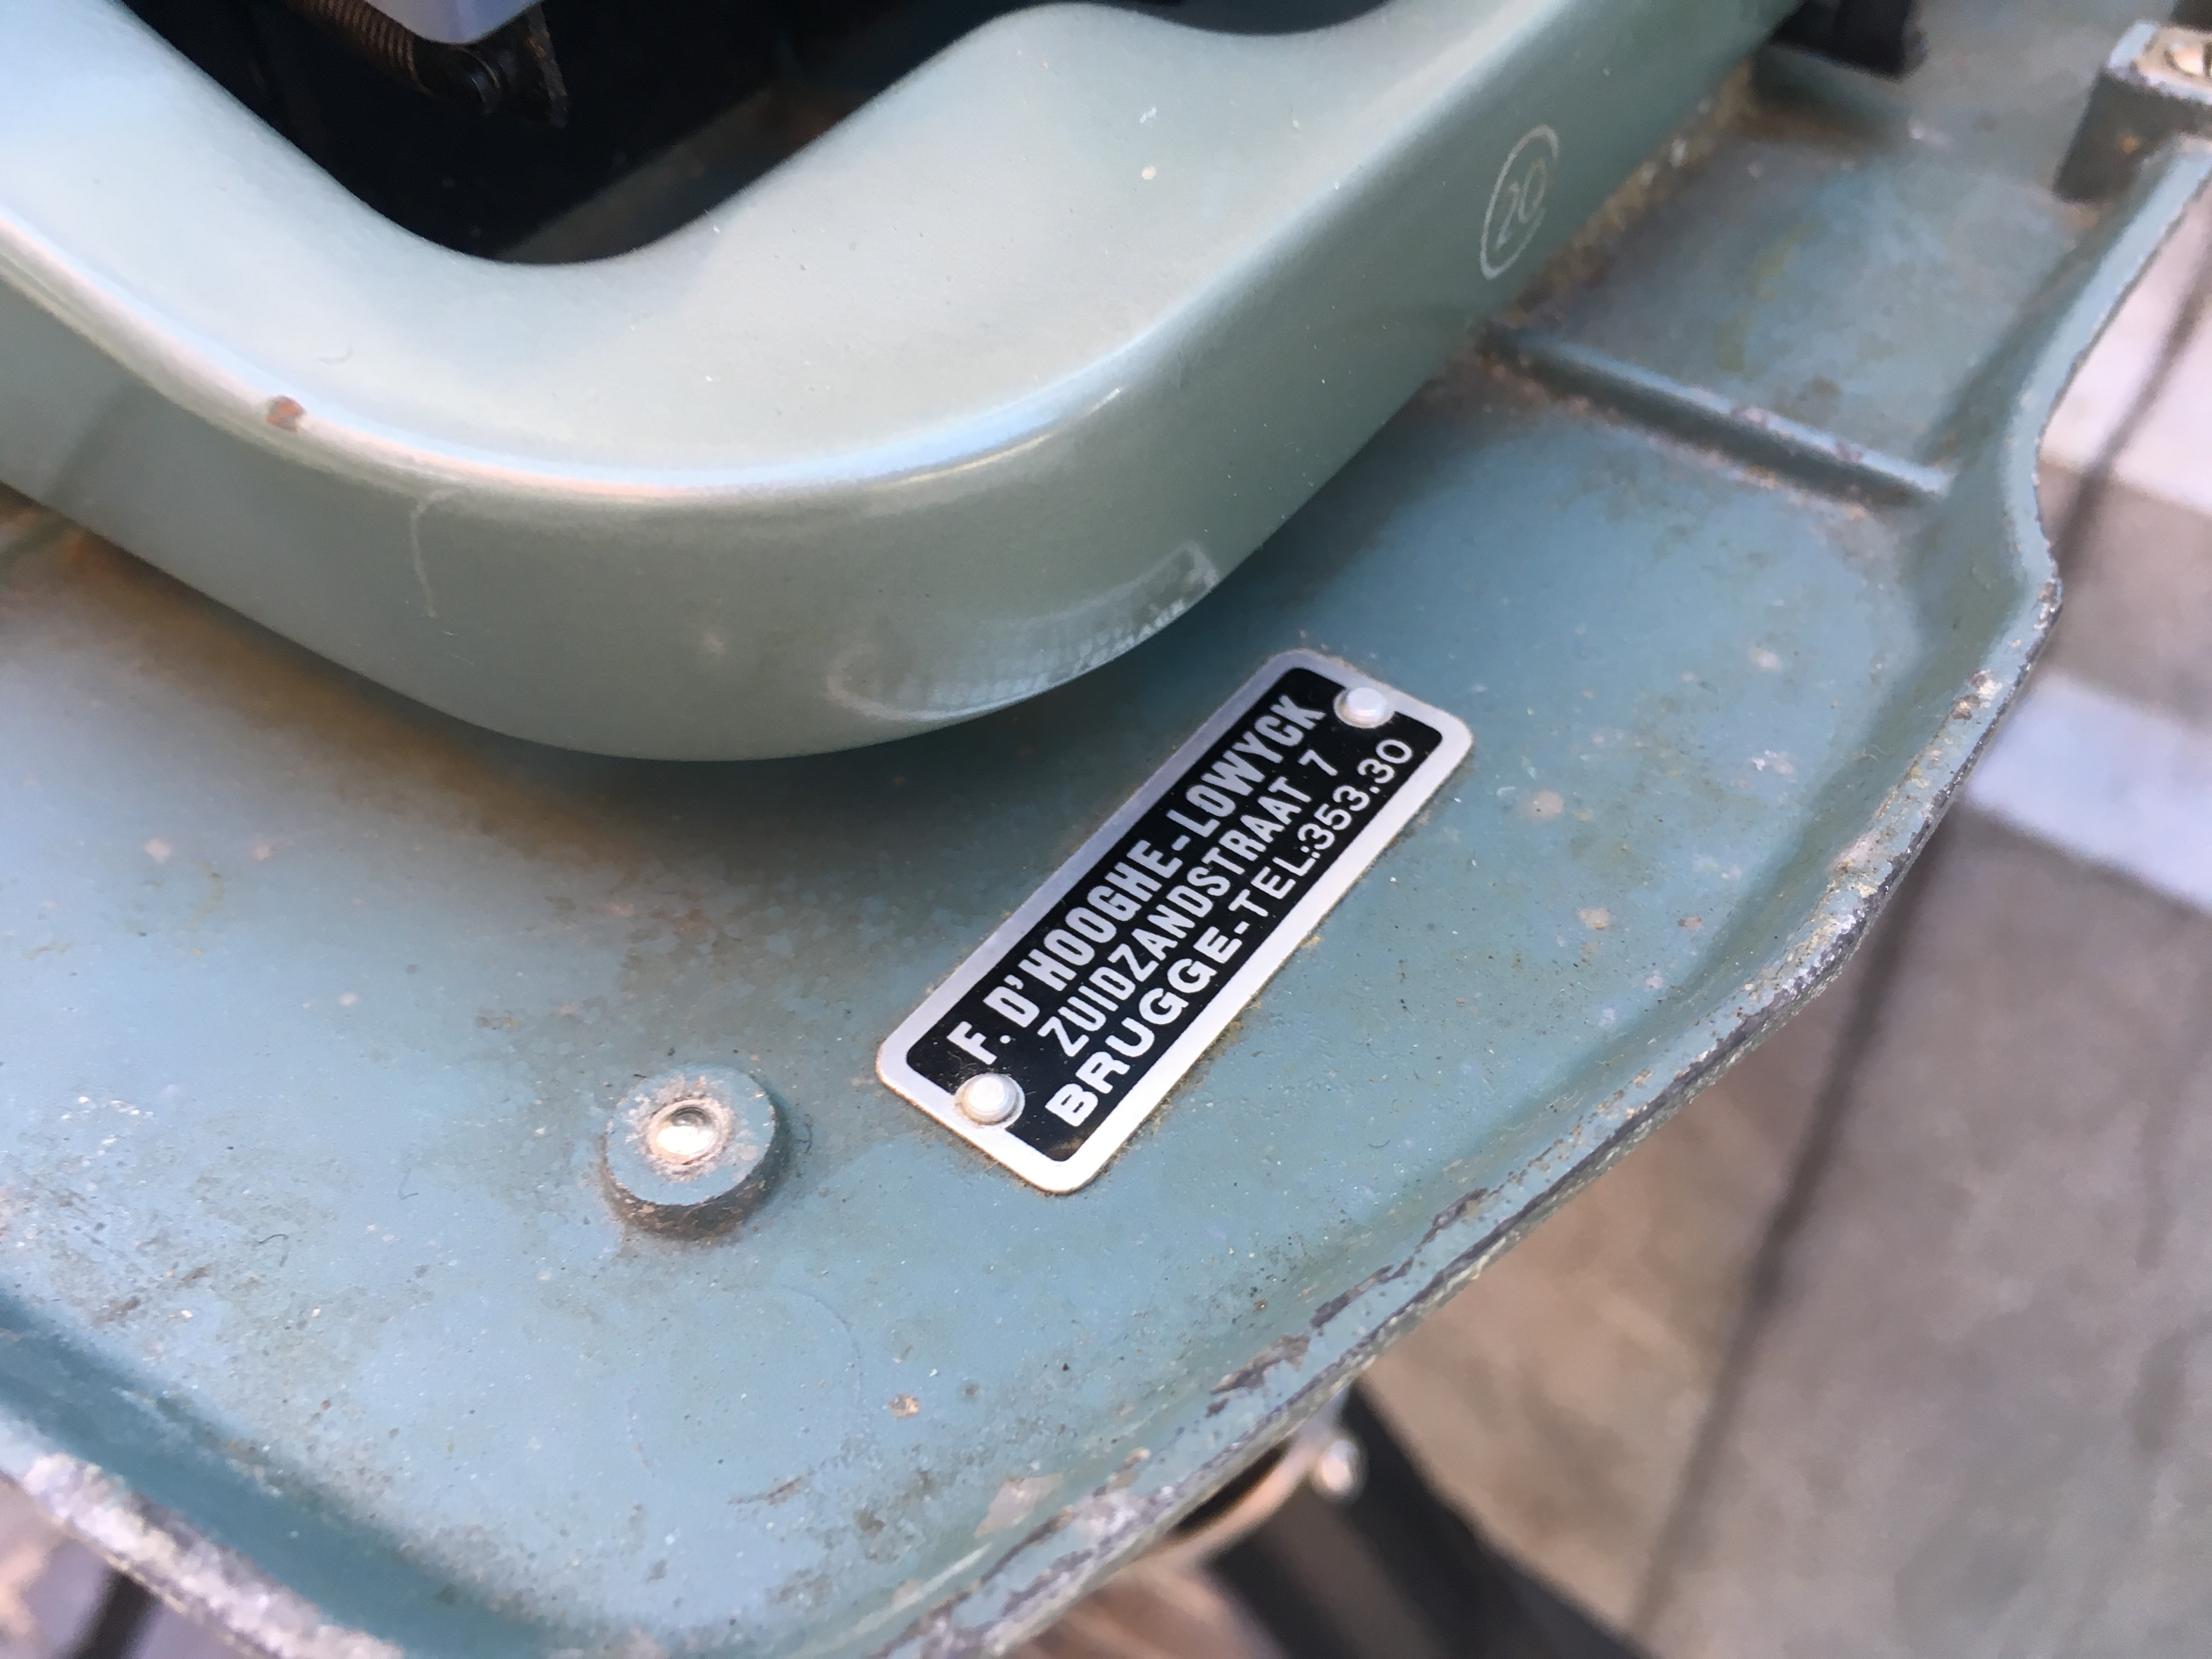 20
F. D'HOOGHE-LOWYCK
ZUIDZANDSTRAAT 7
BRUGGE-TEL:353.30